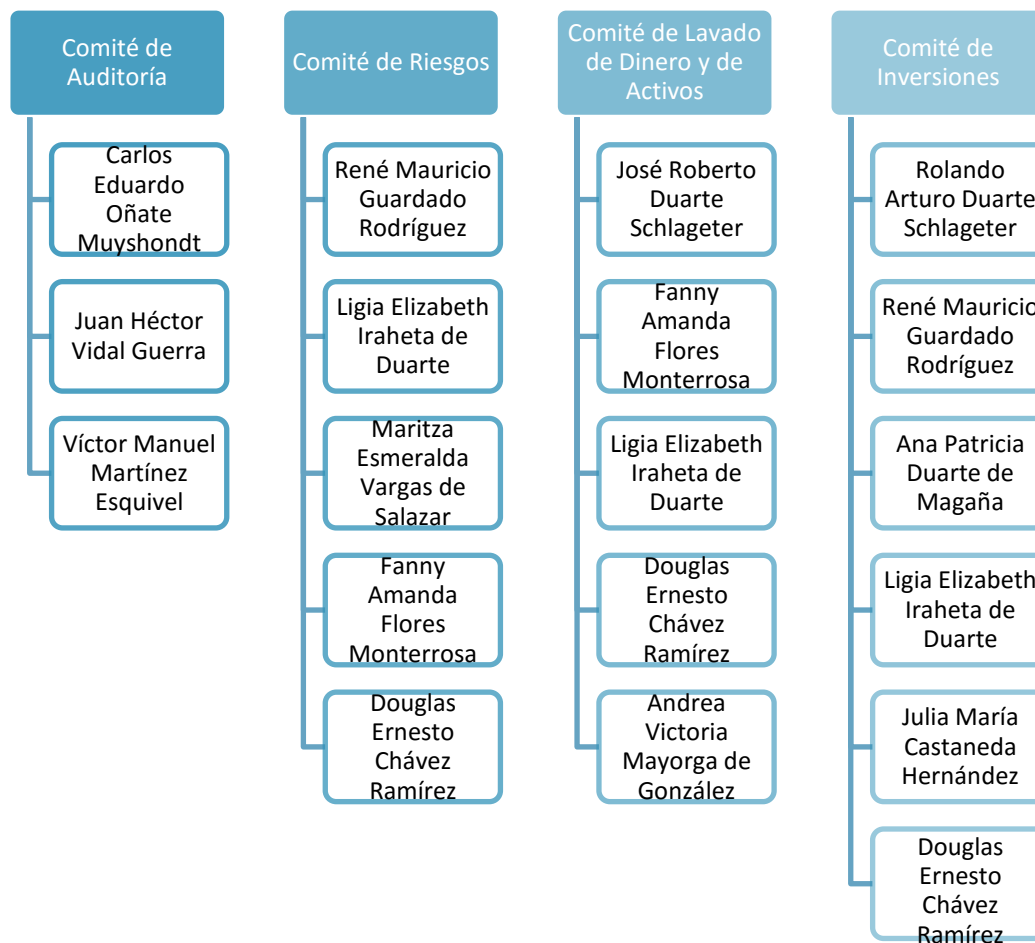 Comité de
Auditoría
Carlos
Eduardo
Oñate
Muyshondt
Juan Héctor
Vidal Guerra
Víctor Manuel
Martínez
Esquivel
Comité de Riesgos
René Mauricio
Guardado
Rodríguez
Ligia Elizabeth
Iraheta de
Duarte
Maritza
Esmeralda
Vargas de
Salazar
Fanny
Amanda
Flores
Monterrosa
Douglas
Ernesto
Chávez
Ramírez
Comité de Lavado
de Dinero y de
Activos
José Roberto
Duarte
Schlageter
Fanny
Amanda
Flores
Monterrosa
Ligia Elizabeth
Iraheta de
Duarte
Douglas
Ernesto
Chávez
Ramírez
Andrea
Victoria
Mayorga de
González
Comité de
Inversiones
Rolando
Arturo Duarte
Schlageter
René Mauricio
Guardado
Rodríguez
Ana Patricia
Duarte de
Magaña
Ligia Elizabeth
Iraheta de
Duarte
Julia María
Castaneda
Hernández
Douglas
Ernesto
Chávez
Ramírez